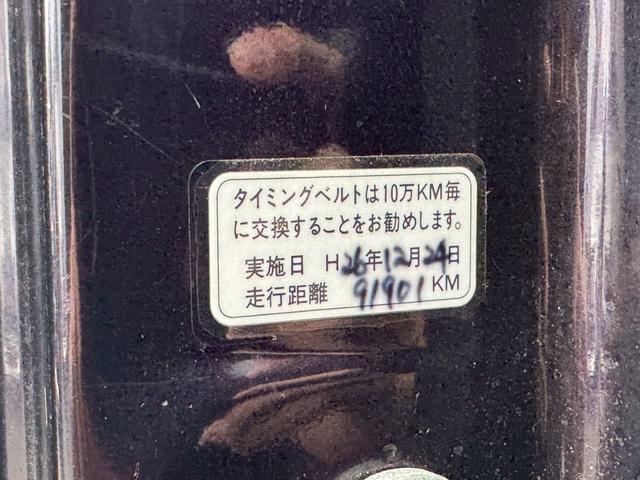 タイミングベルトは10万KM毎
に交換することをお勧めします。
実施日 H26年12月24日
走行距離 91901KM